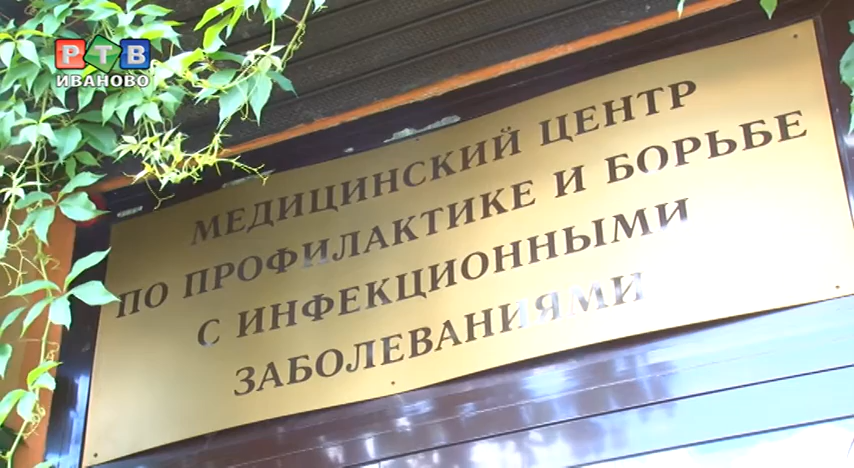 РТВ
ИВАНОВО
МЕДИЦИНСКИЙ ЦЕНТР
ПО ПРОФИЛАКТИКЕ И БОРЬБЕ
С ИНФЕКЦИОННЫМИ
ЗАБОЛЕВАНИЯМИ